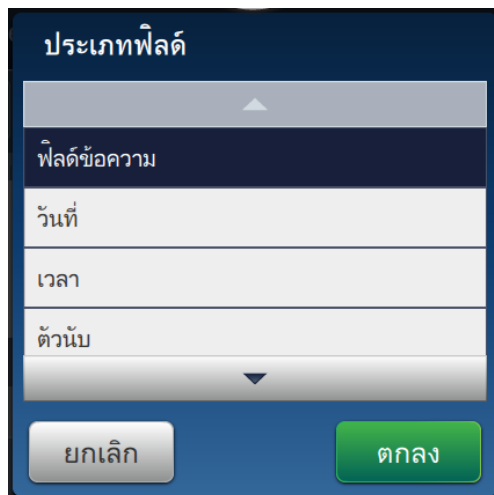 ประเภทฟิลด์
ฟิลด์ข้อความ
วันที่
เวลา
ตัวนับ
ยกเลิก
ตกลง